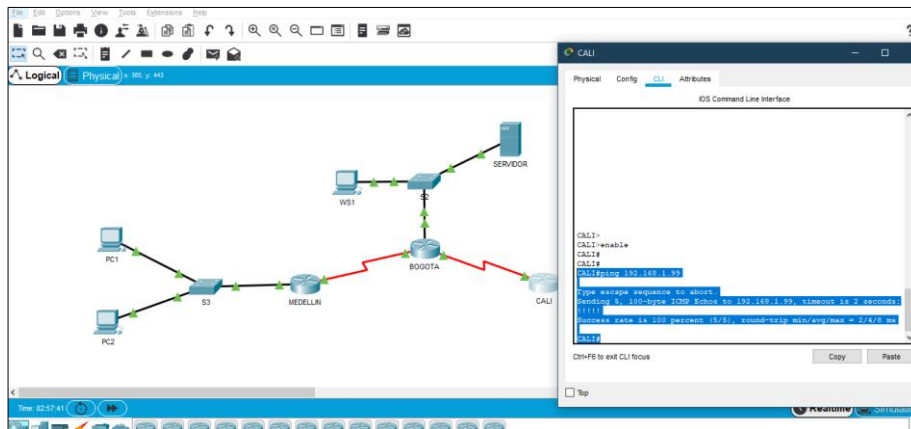 File Edit Options View Tools Extensions Help
?
Logical Physical x: 365, y: 443
SERVIDOR
WS1
S2
PC1
BOGOTA
S3
MEDELLIN
CALI
PC2
Time: 02:57:41
Realtime
CALI
Physical Config CLI Attributes
IOS Command Line Interface
CALI>
CALI>enable
CALI#
CALI#
CALI#ping 192.168.1.99
Type escape sequence to abort.
Sending 5, 100-byte ICMP Echos to 192.168.1.99, timeout is 2 seconds:
!!!!!
Success rate is 100 percent (5/5), round-trip min/avg/max = 2/4/8 ms
CALI#
Ctrl+F6 to exit CLI focus
Copy Paste
Top